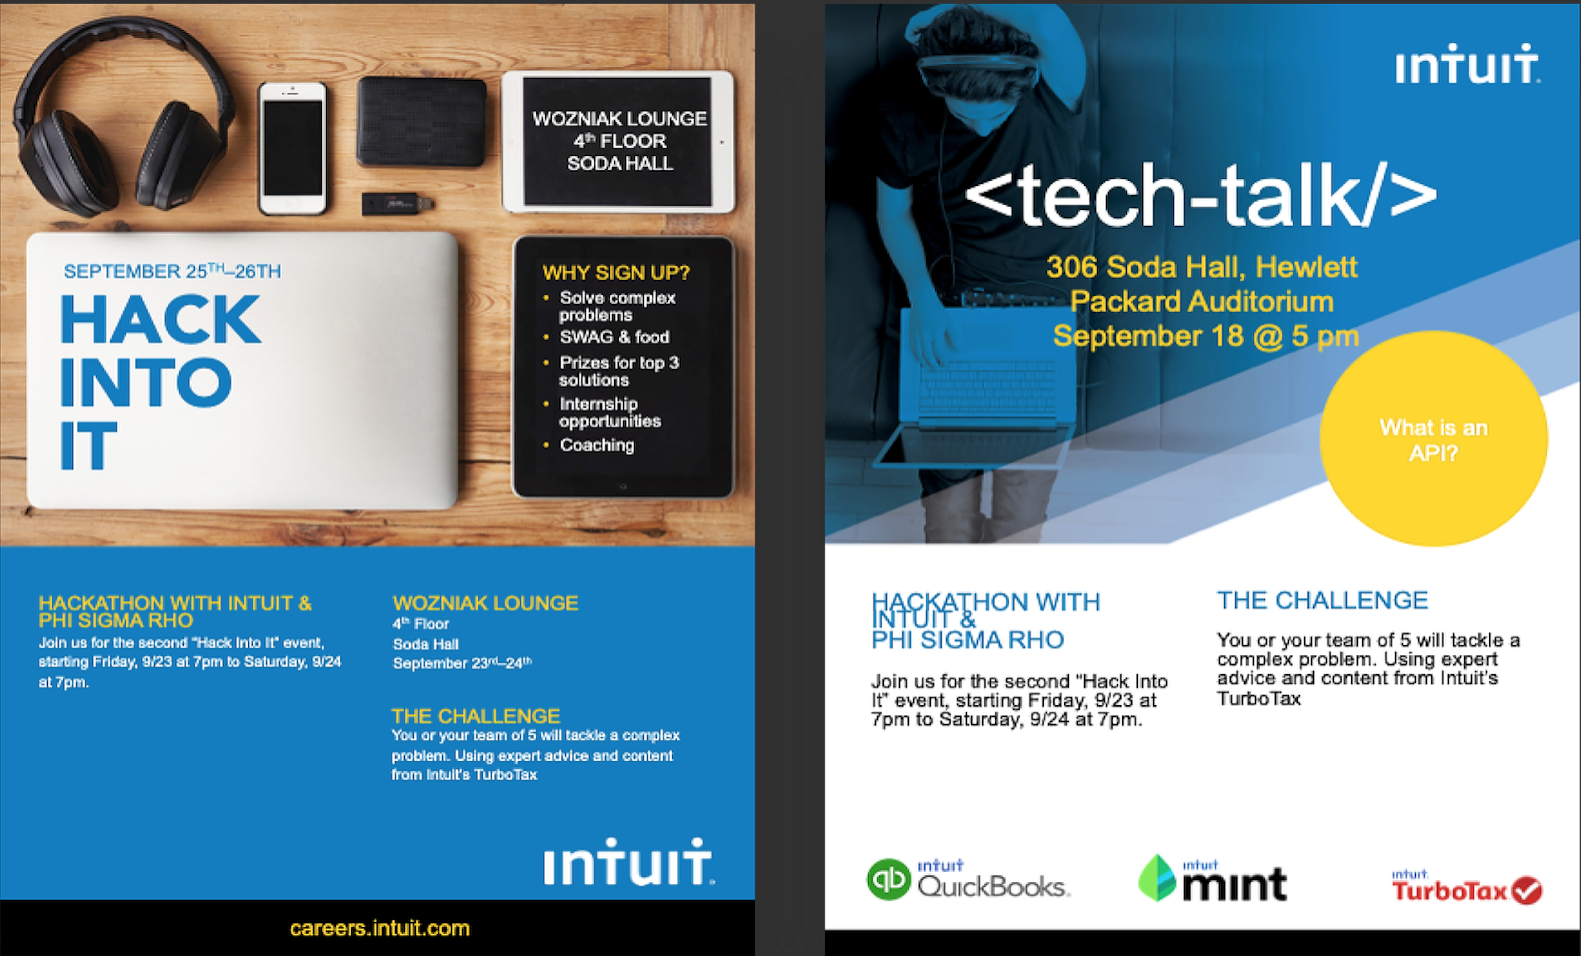 WOZNIAK LOUNGE
4th FLOOR
SODA HALL
SEPTEMBER 25TH–26TH
HACK
INTO
IT
WHY SIGN UP?
• Solve complex
problems
• SWAG & food
• Prizes for top 3
solutions
• Internship
opportunities
• Coaching
HACKATHON WITH INTUIT &
PHI SIGMA RHO
Join us for the second “Hack Into It” event,
starting Friday, 9/23 at 7pm to Saturday, 9/24
at 7pm.
WOZNIAK LOUNGE
4th Floor
Soda Hall
September 23rd–24th
THE CHALLENGE
You or your team of 5 will tackle a complex
problem. Using expert advice and content
from Intuit's TurboTax
intuit.
careers.intuit.com
intuit.
<tech-talk/>
306 Soda Hall, Hewlett
Packard Auditorium
September 18 @ 5 pm
What is an
API?
HACKATHON WITH
INTUIT &
PHI SIGMA RHO
Join us for the second “Hack Into
It” event, starting Friday, 9/23 at
7pm to Saturday, 9/24 at 7pm.
THE CHALLENGE
You or your team of 5 will tackle a
complex problem. Using expert
advice and content from Intuit's
TurboTax
qb intuit
QuickBooks.
intuit
mint
intuit.
TurboTax